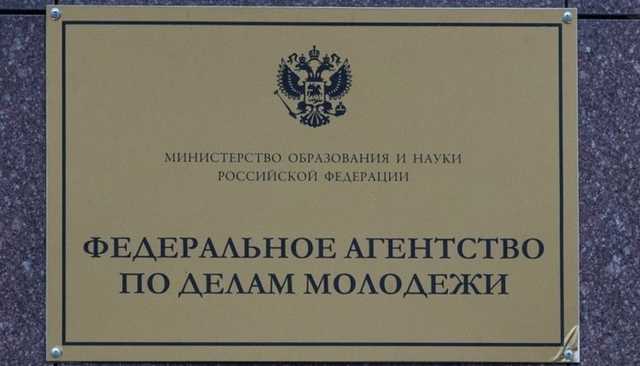 МИНИСТЕРСТВО ОБРАЗОВАНИЯ И НАУКИ
РОССИЙСКОЙ ФЕДЕРАЦИИ
ФЕДЕРАЛЬНОЕ АГЕНТСТВО
ПО ДЕЛАМ МОЛОДЕЖИ